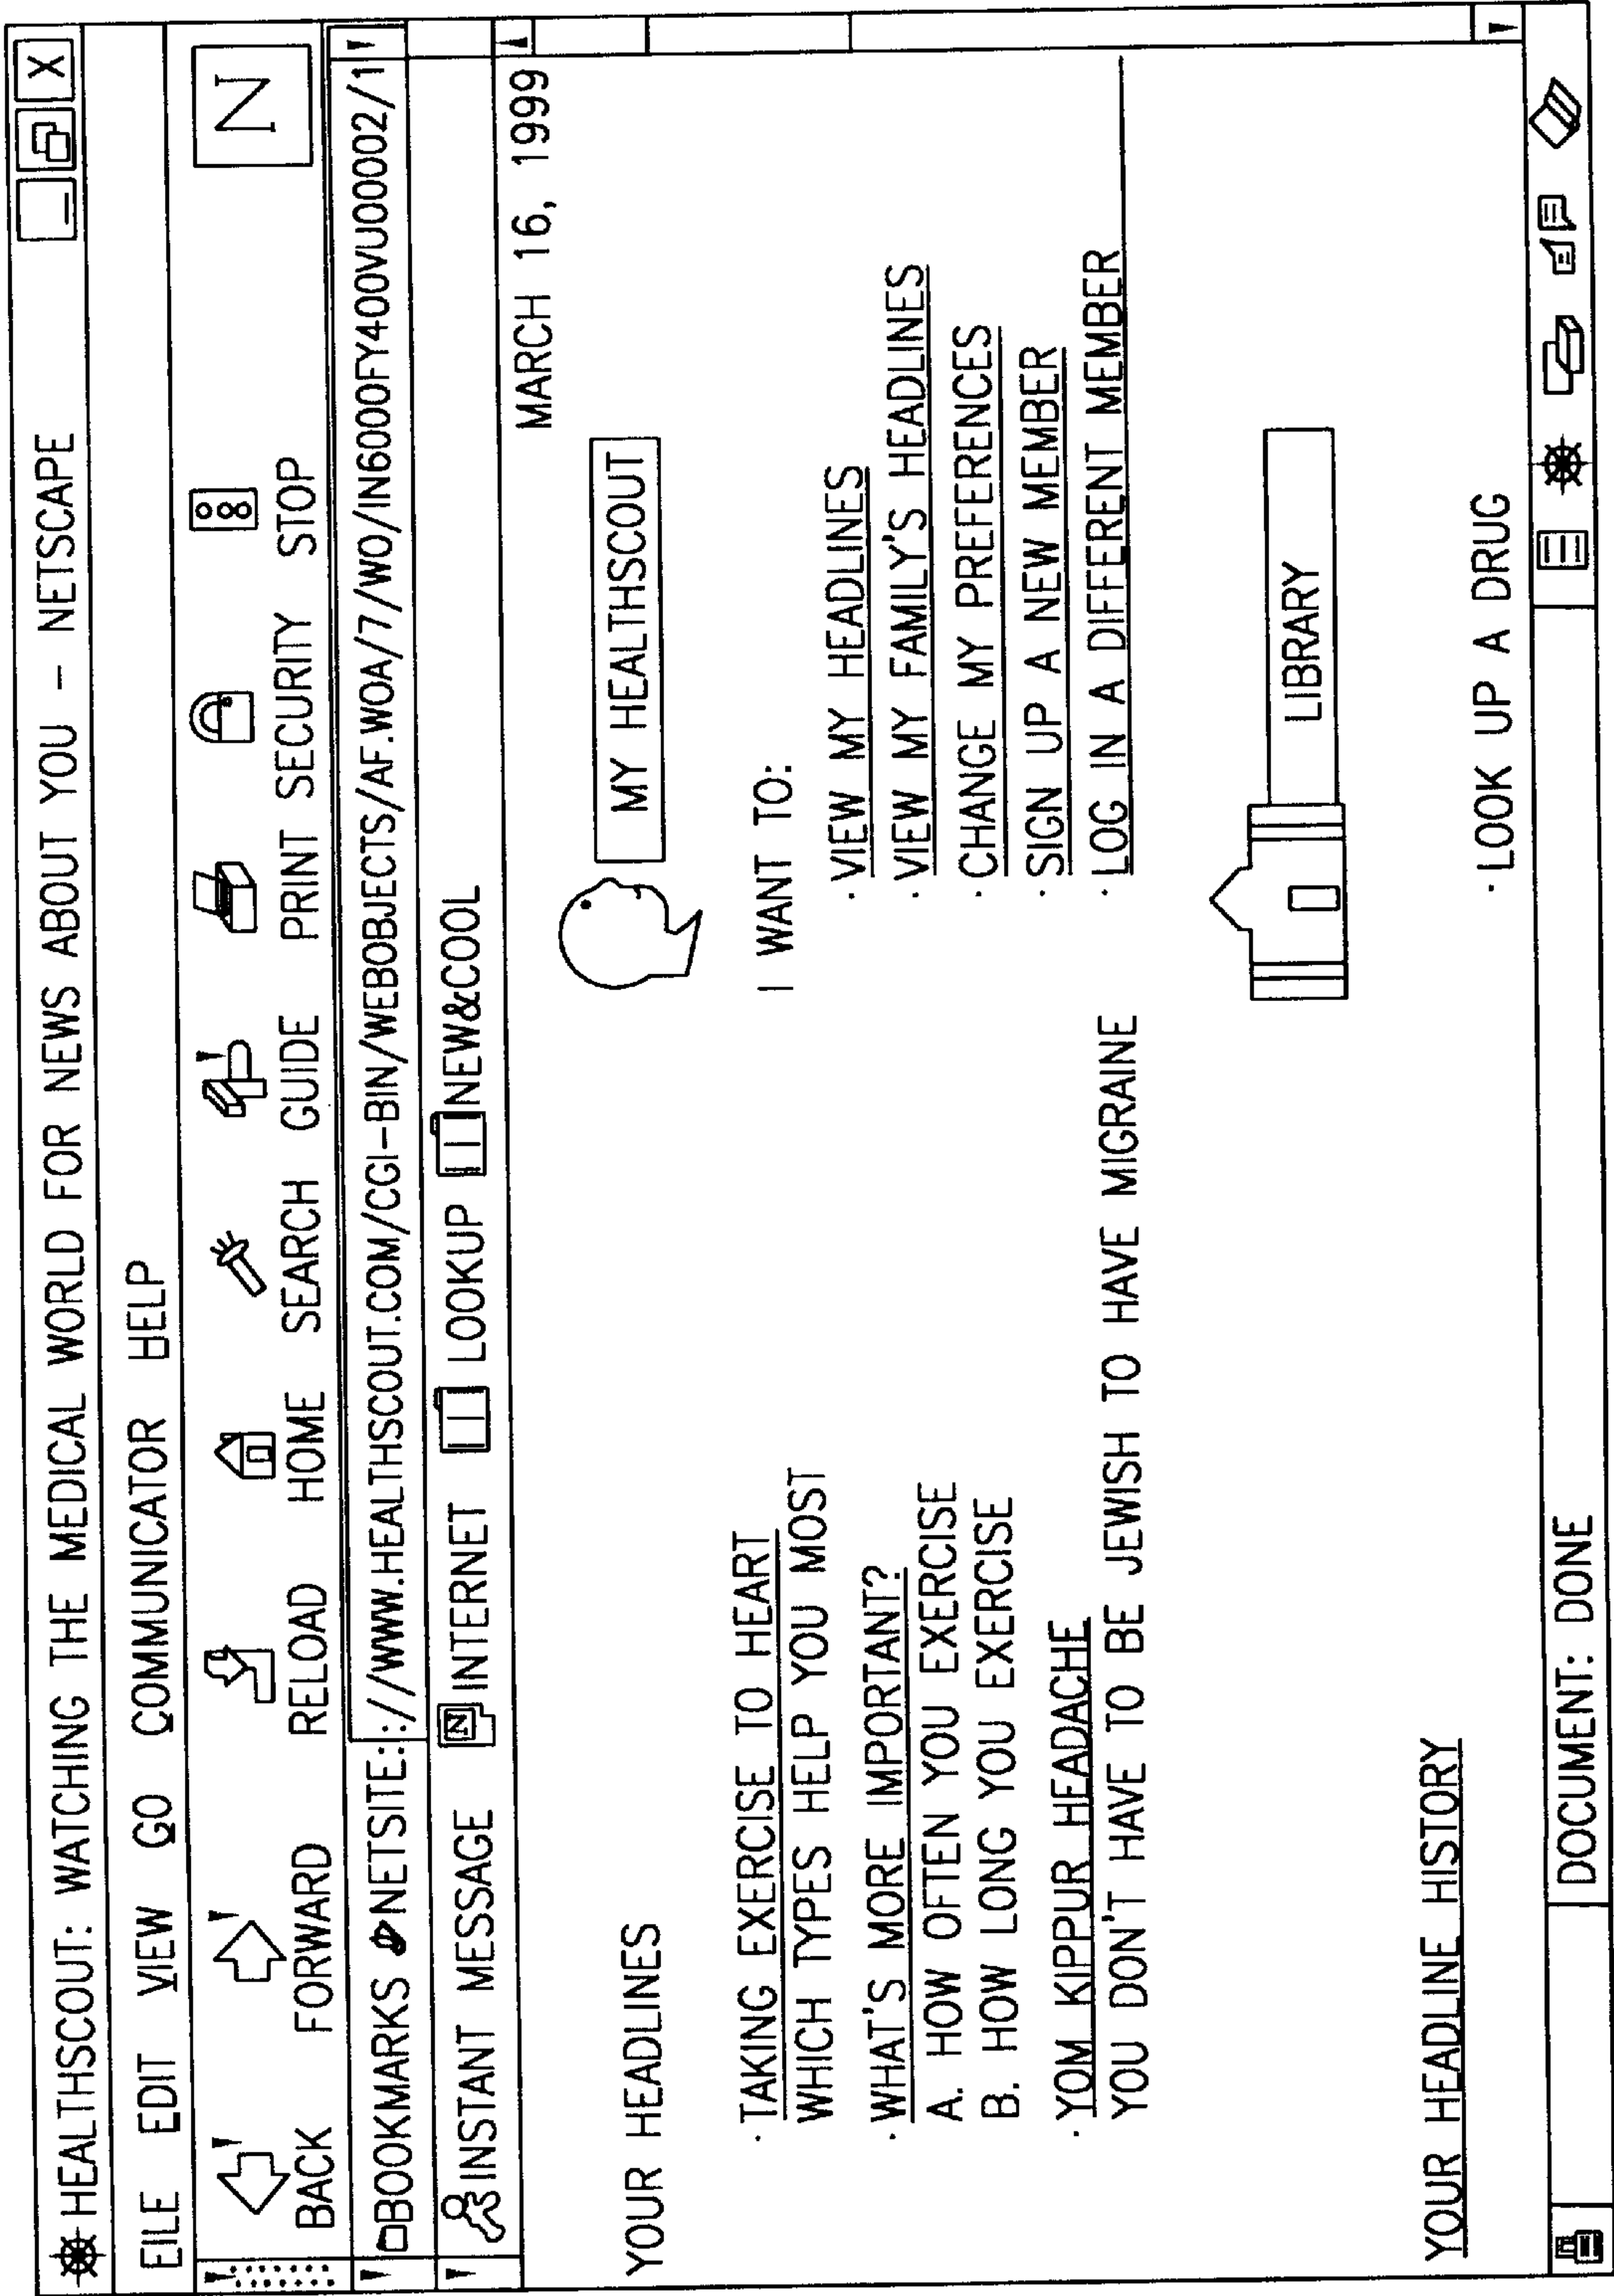 HEALTHSCOUT: WATCHING THE MEDICAL WORLD FOR NEWS ABOUT YOU - NETSCAPE
_ X
FILE EDIT VIEW GO COMMUNICATOR HELP
BACK FORWARD RELOAD HOME SEARCH GUIDE PRINT SECURITY STOP N
BOOKMARKS NETSITE: ://WWW.HEALTHSCOUT.COM/CGI-BIN/WEBOBJECTS/AF.WOA/7/WO/IN6000FY400VU00002/1
INSTANT MESSAGE N INTERNET LOOKUP NEW&COOL
MARCH 16, 1999
YOUR HEADLINES
· TAKING EXERCISE TO HEART
WHICH TYPES HELP YOU MOST
· WHAT'S MORE IMPORTANT?
A. HOW OFTEN YOU EXERCISE
B. HOW LONG YOU EXERCISE
· YOM KIPPUR HEADACHE
YOU DON'T HAVE TO BE JEWISH TO HAVE MIGRAINE
YOUR HEADLINE HISTORY
MY HEALTHSCOUT
I WANT TO:
· VIEW MY HEADLINES
· VIEW MY FAMILY'S HEADLINES
· CHANGE MY PREFERENCES
· SIGN UP A NEW MEMBER
· LOG IN A DIFFERENT MEMBER
LIBRARY
· LOOK UP A DRUG
DOCUMENT: DONE